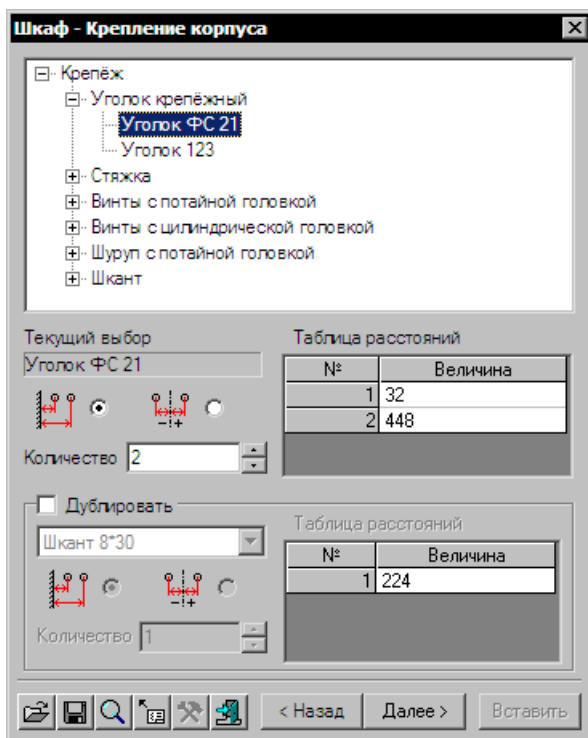 Шкаф - Крепление корпуса
Крепёж
Уголок крепёжный
Уголок ФС 21
Уголок 123
Стяжка
Винты с потайной головкой
Винты с цилиндрической головкой
Шуруп с потайной головкой
Шкант
Текущий выбор
Уголок ФС 21
Количество 2
Таблица расстояний
№ Величина
1 32
2 448
Дублировать
Шкант 8*30
Количество 1
Таблица расстояний
№ Величина
1 224
< Назад Далее > Вставить